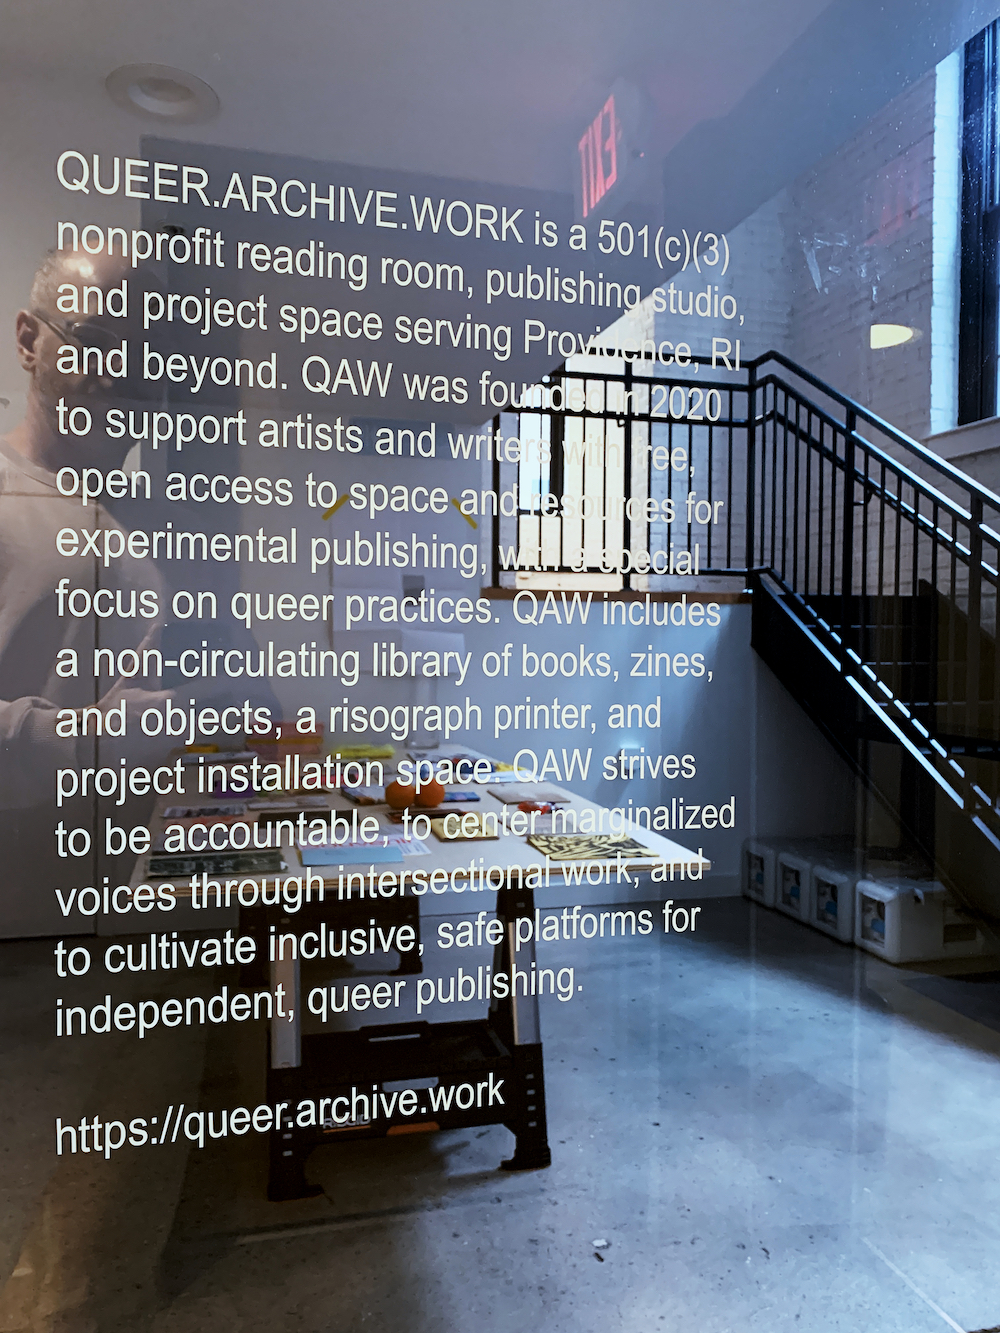 EXIT
QUEER.ARCHIVE.WORK is a 501(c)(3)
nonprofit reading room, publishing studio,
and project space serving Providence, RI
and beyond. QAW was founded in 2020
to support artists and writers with free,
open access to space and resources for
experimental publishing, with a special
focus on queer practices. QAW includes
a non-circulating library of books, zines,
and objects, a risograph printer, and
project installation space. QAW strives
to be accountable, to center marginalized
voices through intersectional work, and
to cultivate inclusive, safe platforms for
independent, queer publishing.
https://queer.archive.work
RIDGID